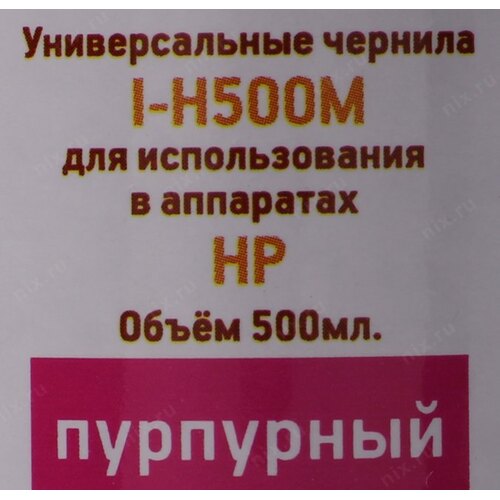 Универсальные чернила
I-H500M
для использования
в аппаратах
HP
Объём 500мл.
пурпурный